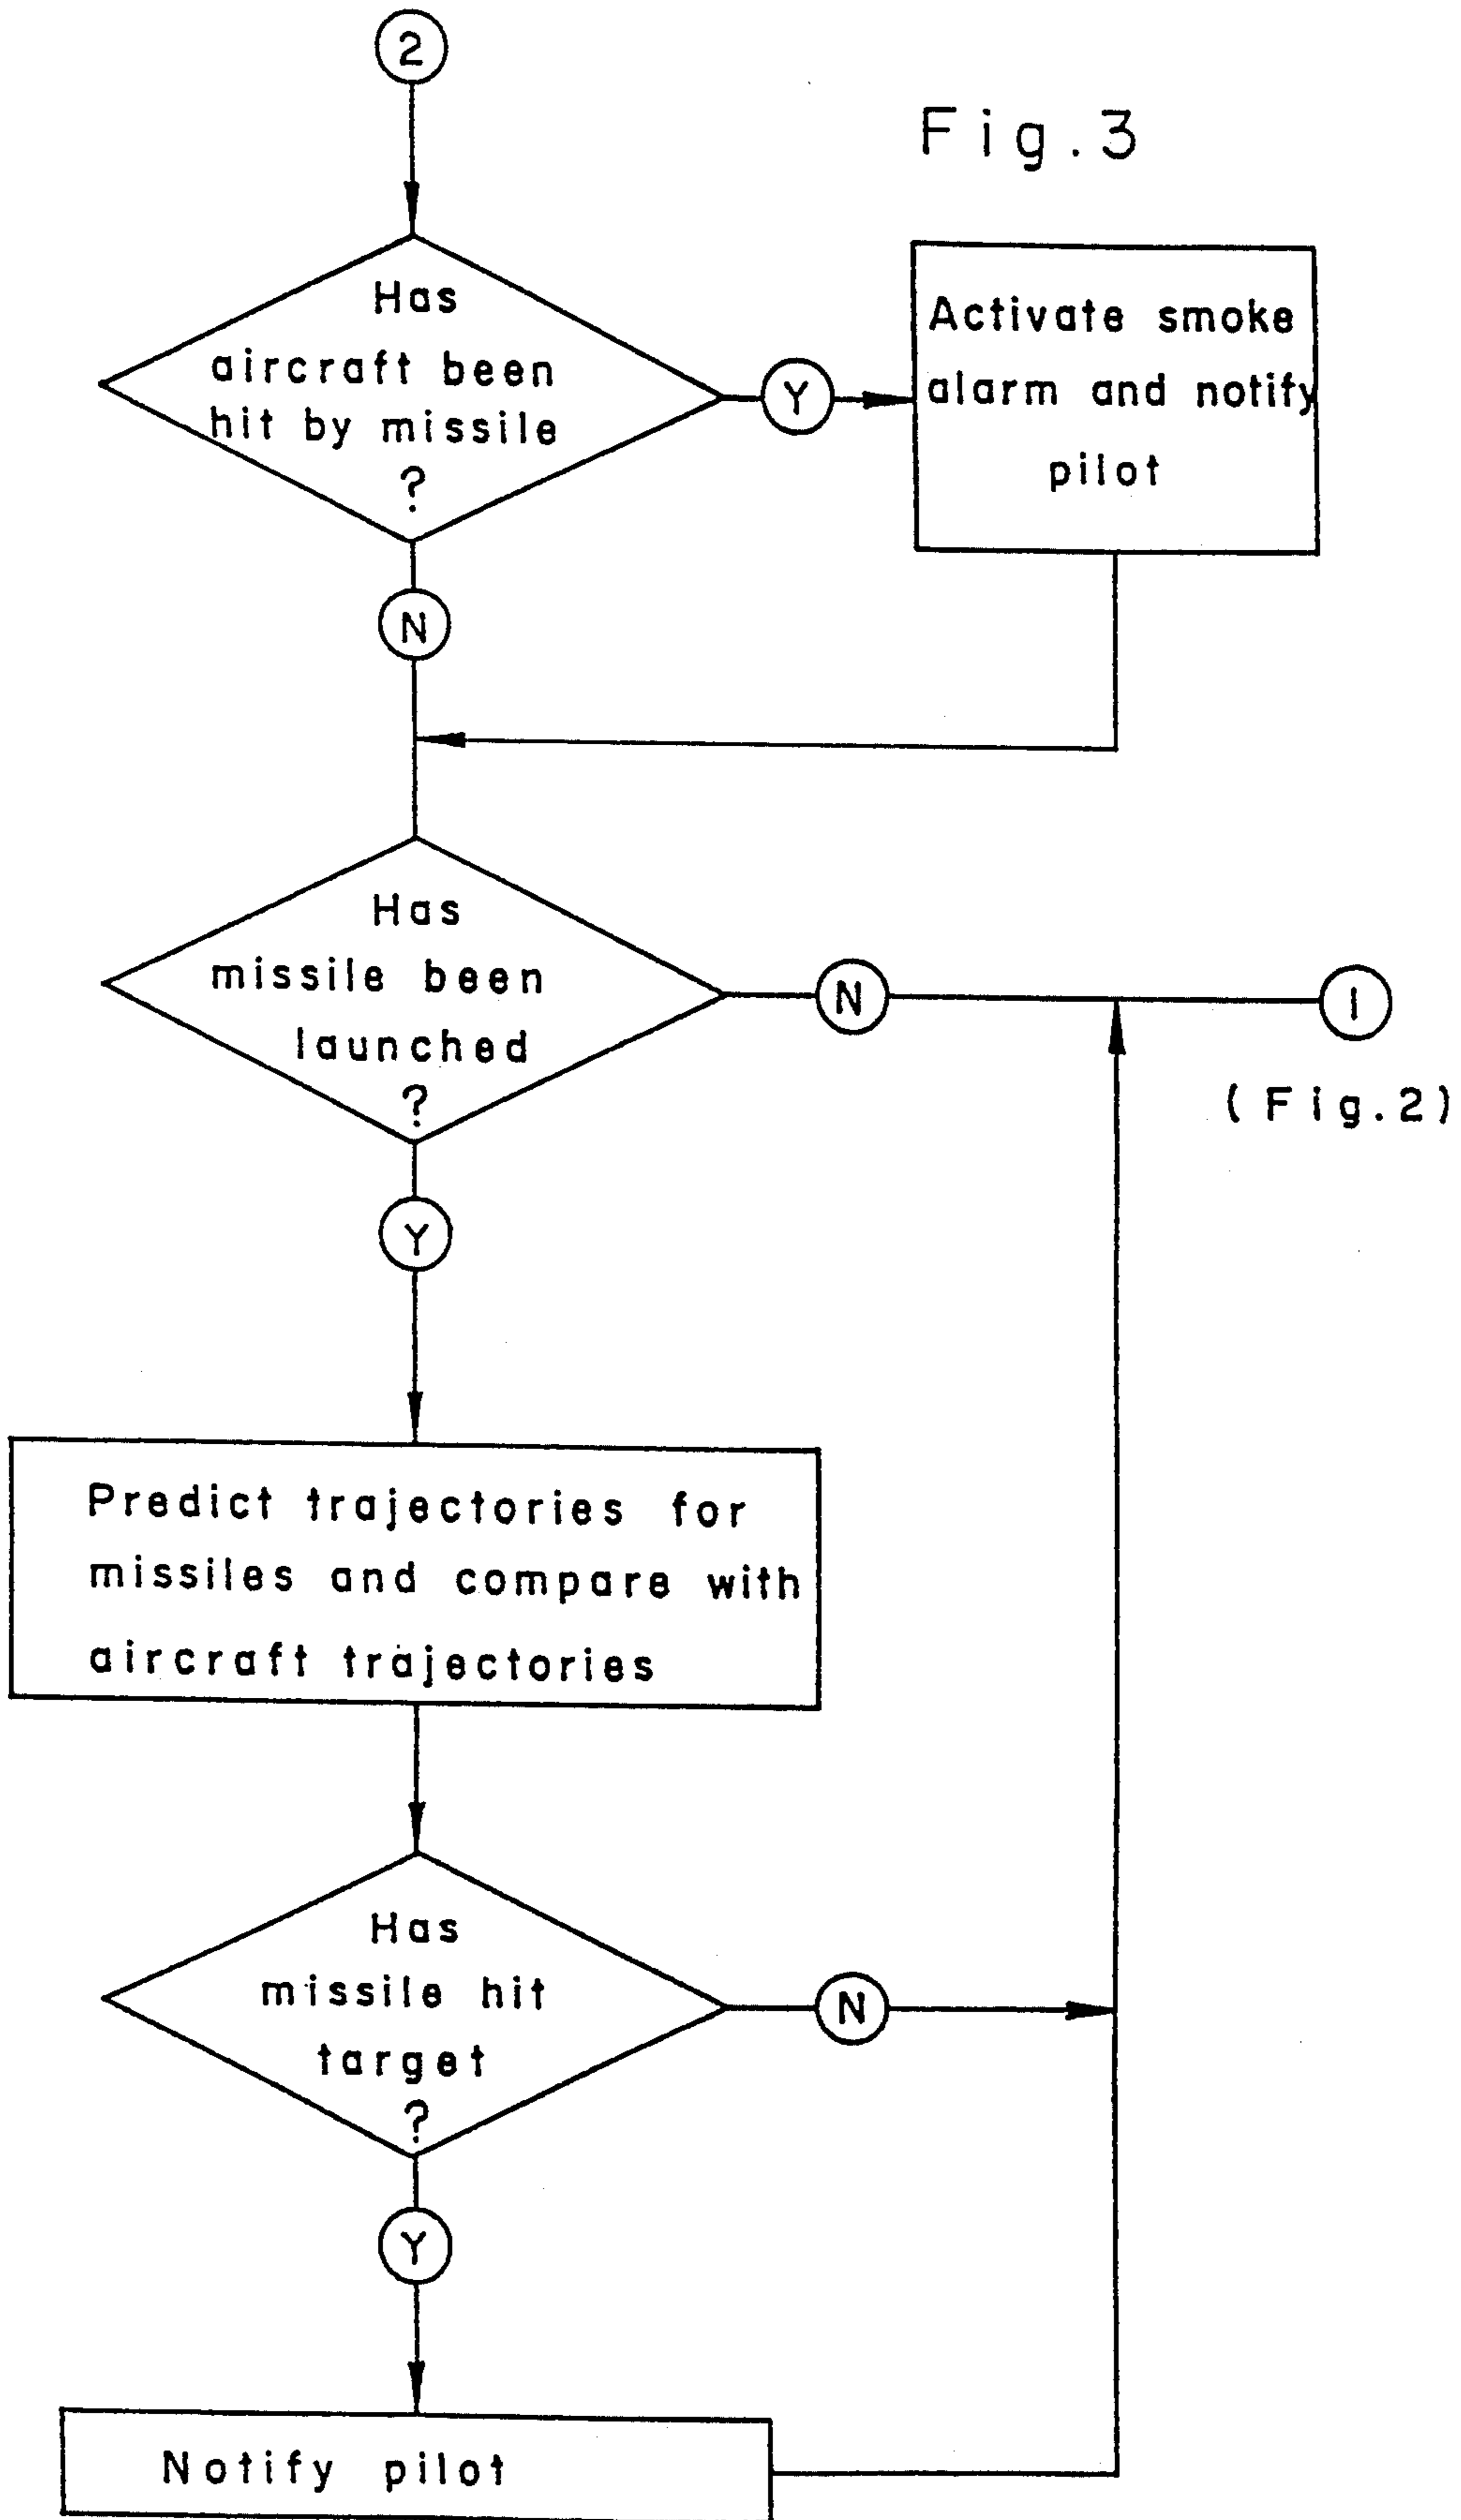 2
Fig.3
Has
aircraft been
hit by missile
?
Y
Activate smoke
alarm and notify
pilot
N
Has
missile been
launched
?
N
1
(Fig.2)
Y
Predict trajectories for
missiles and compare with
aircraft trajectories
Has
missile hit
target
?
N
Y
Notify pilot